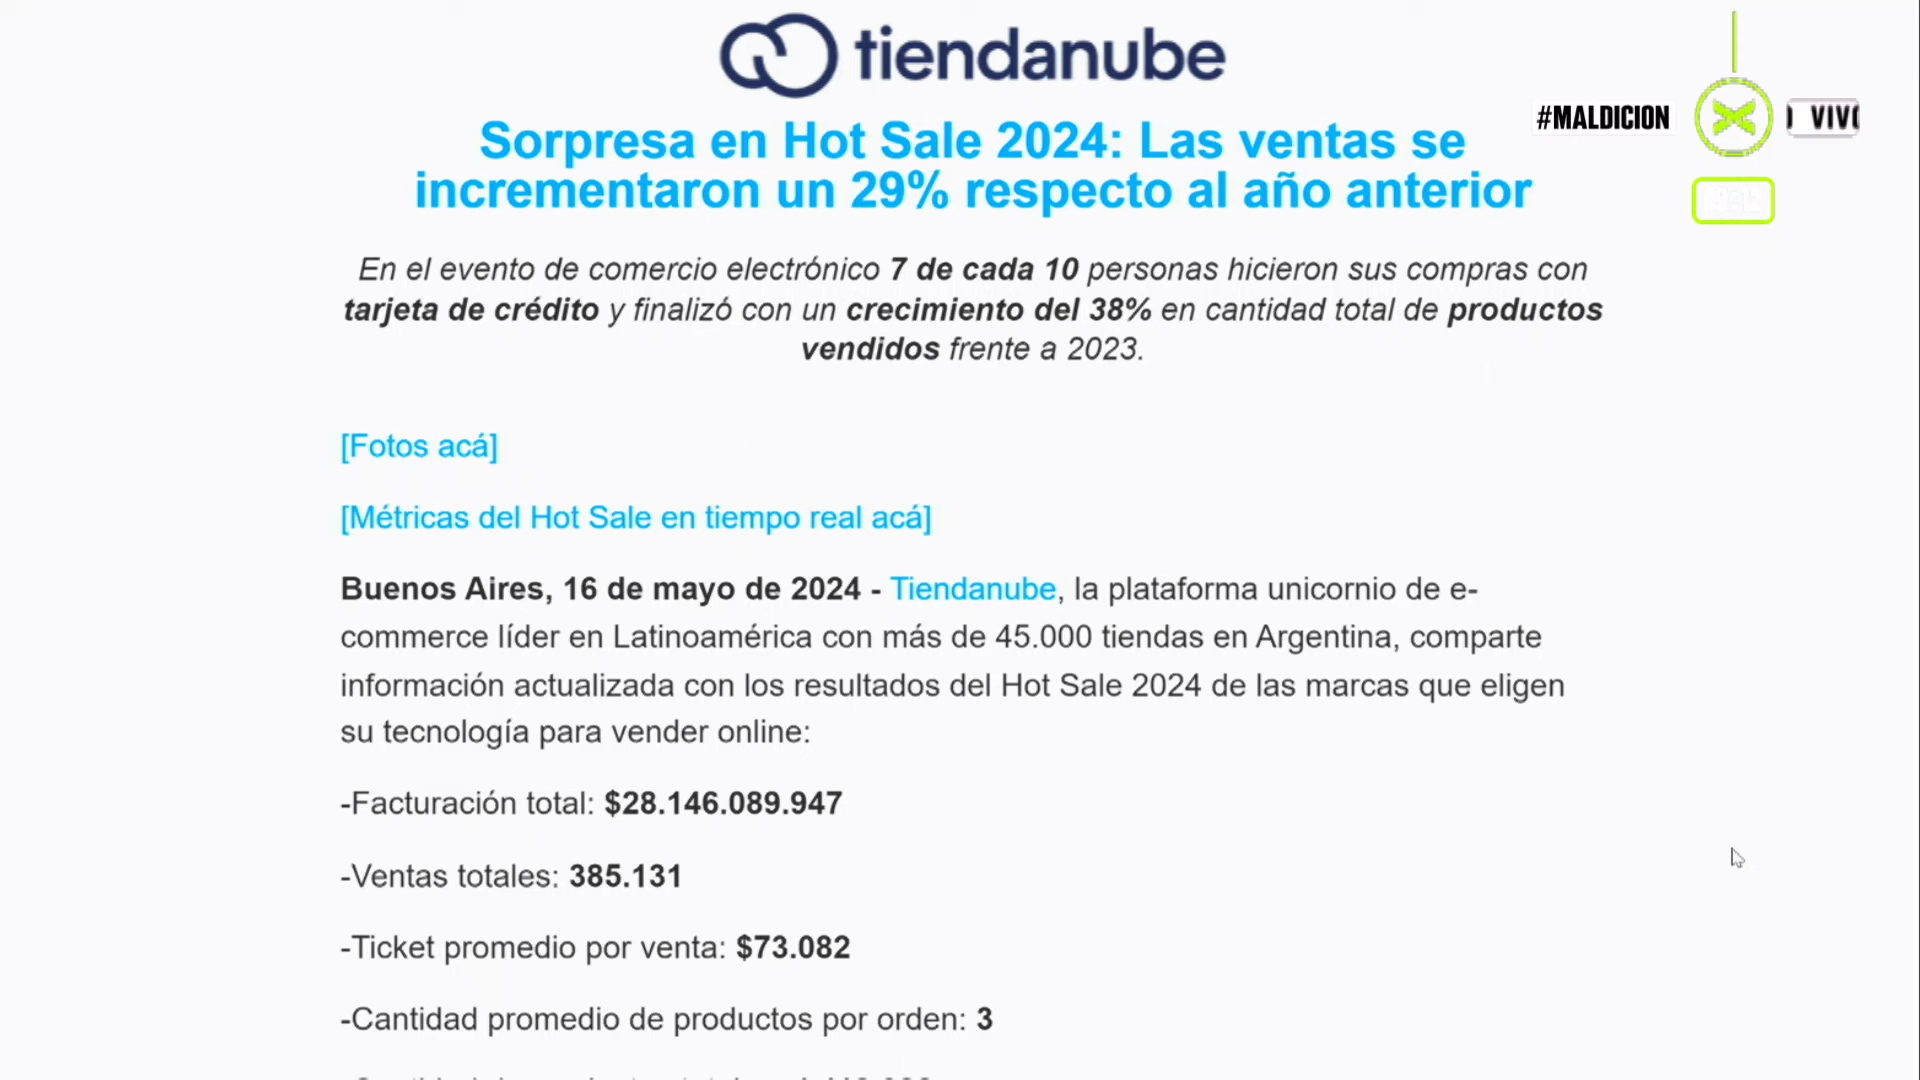 tiendanube
#MALDICION
VIVO
Sorpresa en Hot Sale 2024: Las ventas se
incrementaron un 29% respecto al año anterior
En el evento de comercio electrónico 7 de cada 10 personas hicieron sus compras con
tarjeta de crédito y finalizó con un crecimiento del 38% en cantidad total de productos
vendidos frente a 2023.
[Fotos acá]
[Métricas del Hot Sale en tiempo real acá]
Buenos Aires, 16 de mayo de 2024 - Tiendanube, la plataforma unicornio de e-
commerce líder en Latinoamérica con más de 45.000 tiendas en Argentina, comparte
información actualizada con los resultados del Hot Sale 2024 de las marcas que eligen
su tecnología para vender online:
-Facturación total: $28.146.089.947
-Ventas totales: 385.131
-Ticket promedio por venta: $73.082
-Cantidad promedio de productos por orden: 3